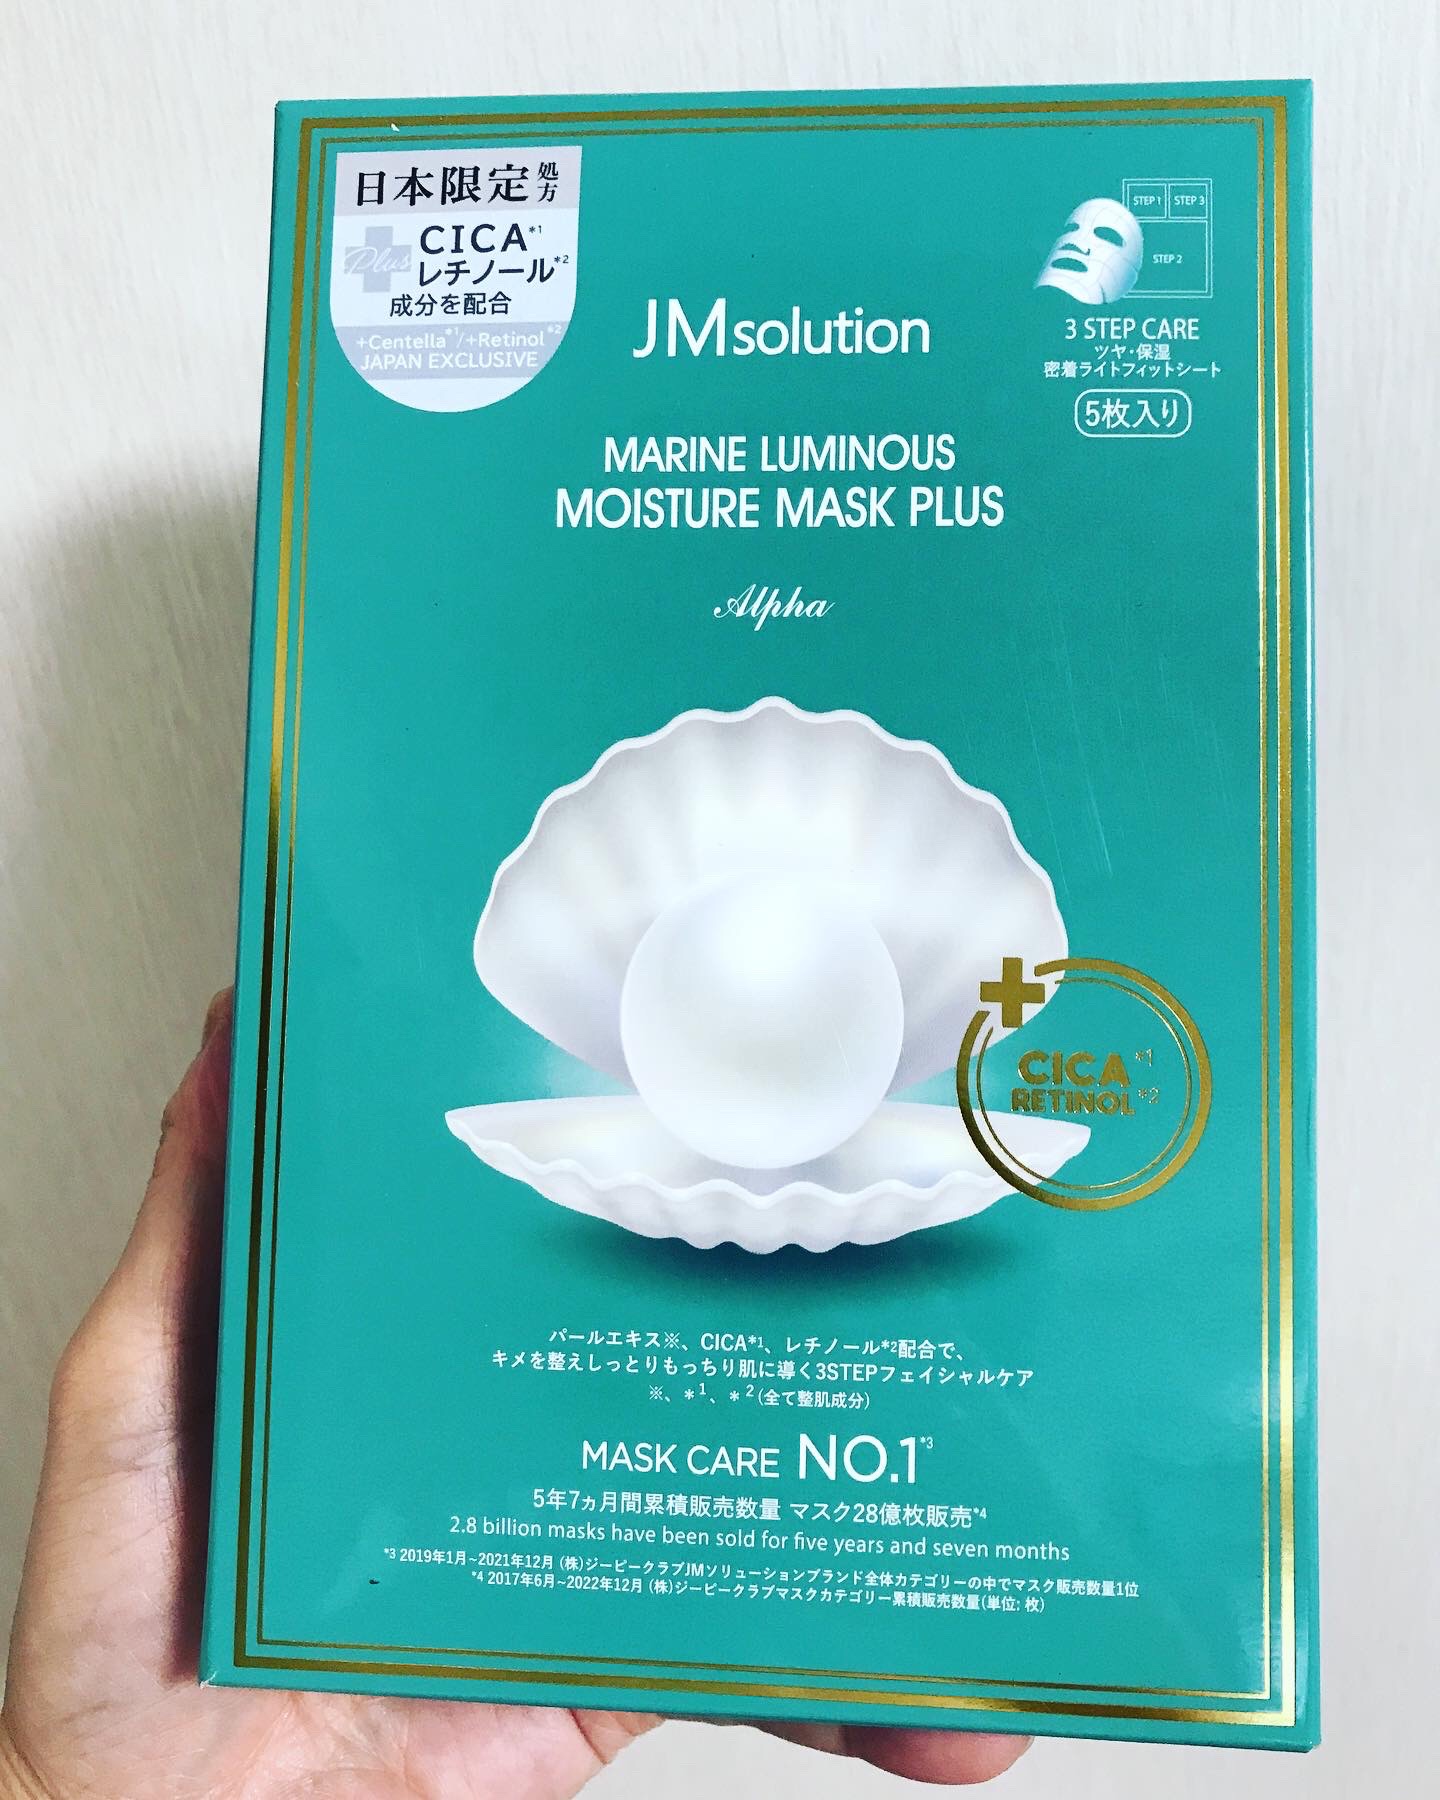 日本限定処方
Plus
CICA*1
レチノール*2
成分を配合
+Centella*1/+Retinol*2
JAPAN EXCLUSIVE
STEP 1 STEP 3
STEP 2
3 STEP CARE
ツヤ・保湿
密着ライトフィットシート
5枚入り
JMsolution
MARINE LUMINOUS
MOISTURE MASK PLUS
Alpha
CICA*1
RETINOL*2
パールエキス※、CICA*1、レチノール*2配合で、
キメを整えしっとりもっちり肌に導く3STEPフェイシャルケア
※、*1、*2(全て整肌成分)
MASK CARE NO.1*3
5年7ヵ月間累積販売数量 マスク28億枚販売*4
2.8 billion masks have been sold for five years and seven months
*3 2019年1月~2021年12月 (株)ジーピークラブJMソリューションブランド全体カテゴリーの中でマスク販売数量1位
*4 2017年6月~2022年12月 (株)ジーピークラブマスクカテゴリー累積販売数量(単位: 枚)